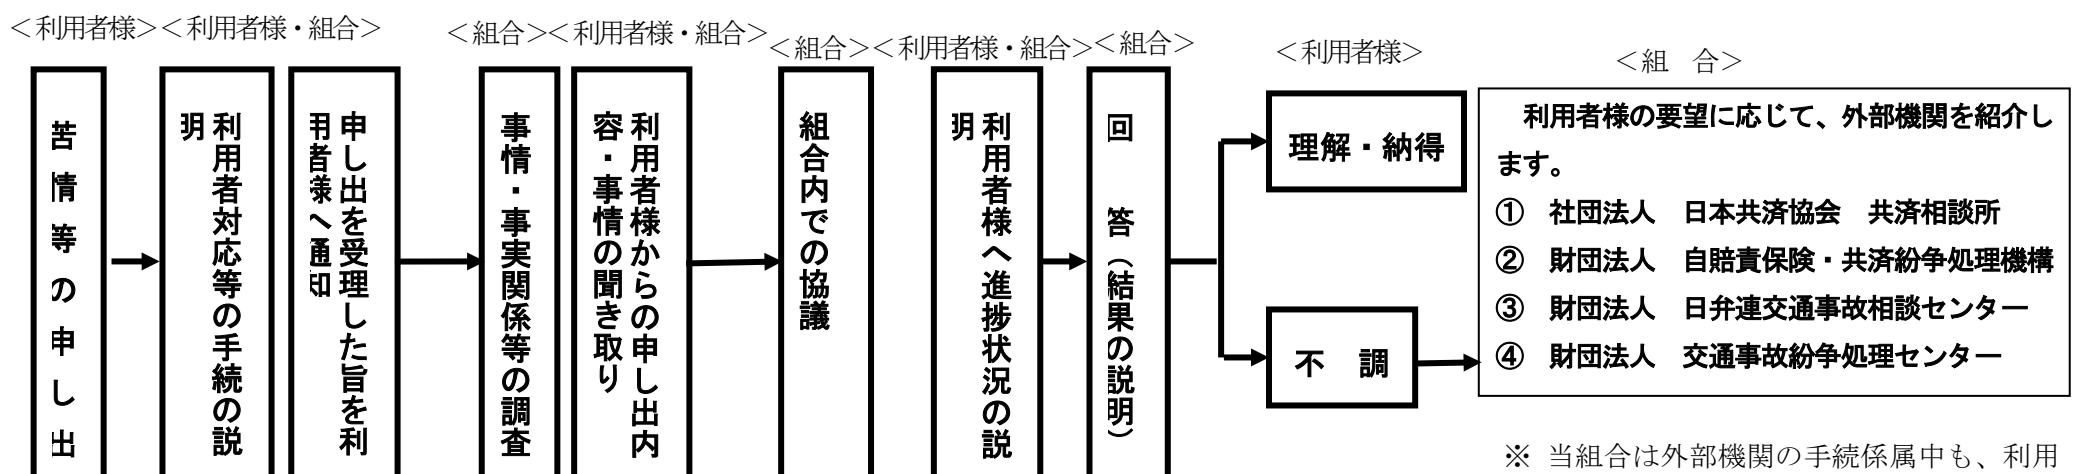 ＜利用者様＞＜利用者様・組合＞
＜組合＞＜利用者様・組合＞
＜組合＞＜利用者様・組合＞＜組合＞
＜利用者様＞
＜組　合＞
苦情等の申し出
利用者対応等の手続の説
明
申し出を受理した旨を利
用者様へ通知
事情・事実関係等の調査
利用者様からの申し出内
容・事情の聞き取り
組合内での協議
利用者様へ進捗状況の説
明
回　答（結果の説明）
理解・納得
不　調
利用者様の要望に応じて、外部機関を紹介し
ます。
①　社団法人　日本共済協会　共済相談所
②　財団法人　自賠責保険・共済紛争処理機構
③　財団法人　日弁連交通事故相談センター
④　財団法人　交通事故紛争処理センター
※ 当組合は外部機関の手続係属中も、利用